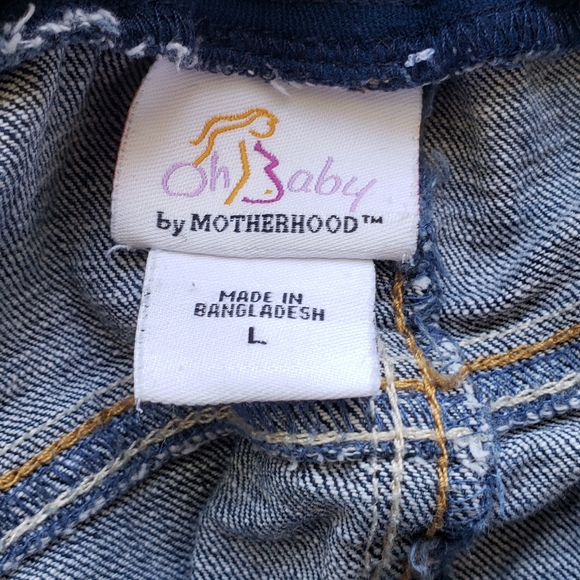 Oh Baby
by MOTHERHOOD™
MADE IN
BANGLADESH
L